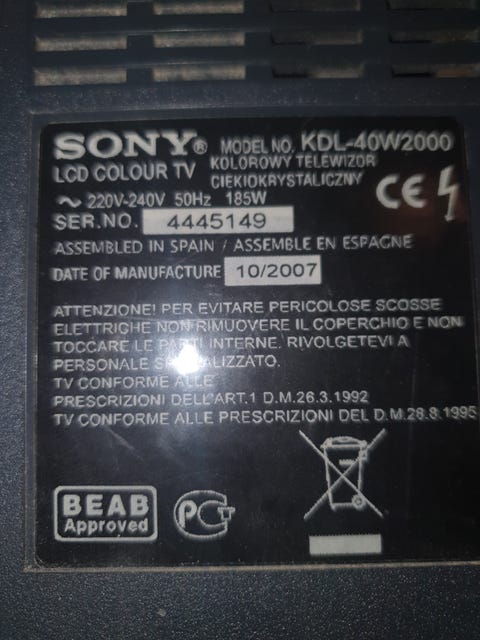 SONY® MODEL NO. KDL-40W2000
LCD COLOUR TV KOLOROWY TELEWIZOR
CIEKŁOKRYSTALICZNY
~ 220V-240V 50Hz 185W CE
SER.NO. 4445149
ASSEMBLED IN SPAIN / ASSEMBLE EN ESPAGNE
DATE OF MANUFACTURE 10/2007
ATTENZIONE! PER EVITARE PERICOLOSE SCOSSE
ELETTRICHE NON RIMUOVERE IL COPERCHIO E NON
TOCCARE LE PARTI INTERNE. RIVOLGETEVI A
PERSONALE SPECIALIZZATO.
TV CONFORME ALLE
PRESCRIZIONI DELL'ART.1 D.M.26.3.1992
TV CONFORME ALLE PRESCRIZIONI DEL D.M.28.8.1995
BEAB
Approved
PCT